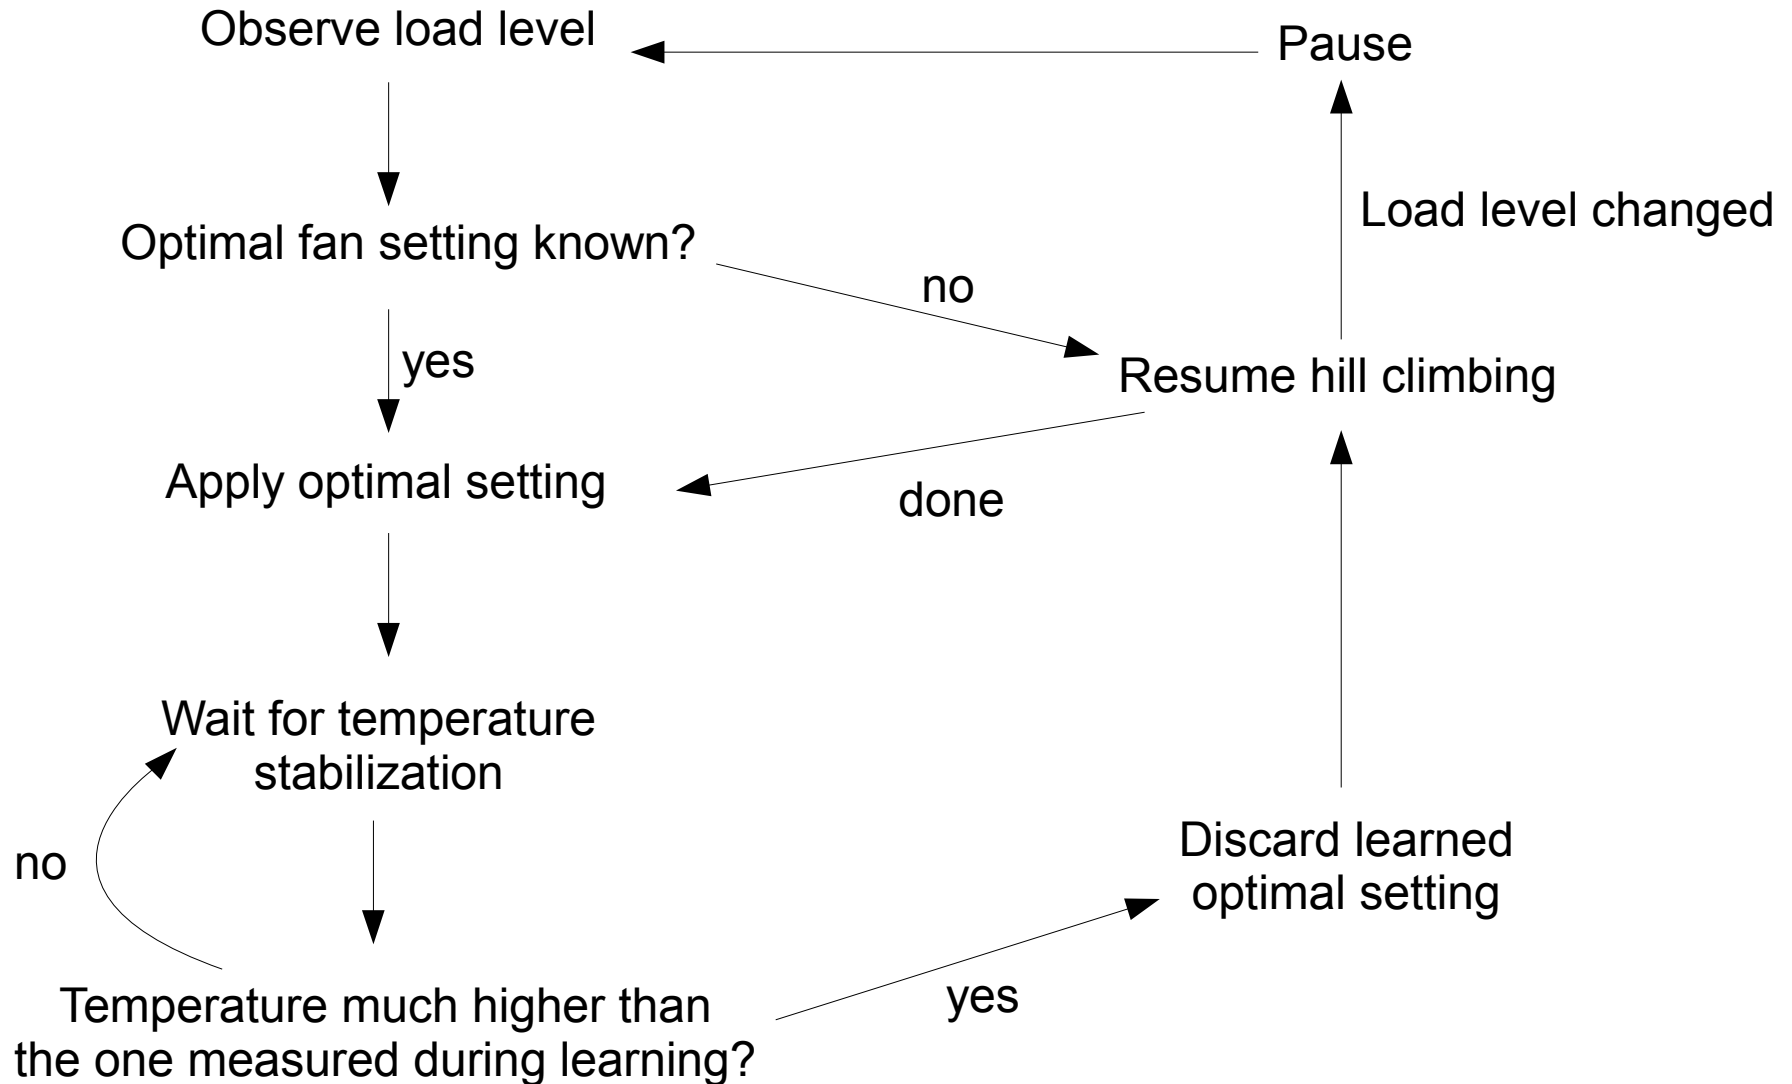 Observe load level
Pause
Load level changed
Optimal fan setting known?
no
yes
Resume hill climbing
Apply optimal setting
done
Wait for temperature
stabilization
no
Discard learned
optimal setting
yes
Temperature much higher than
the one measured during learning?